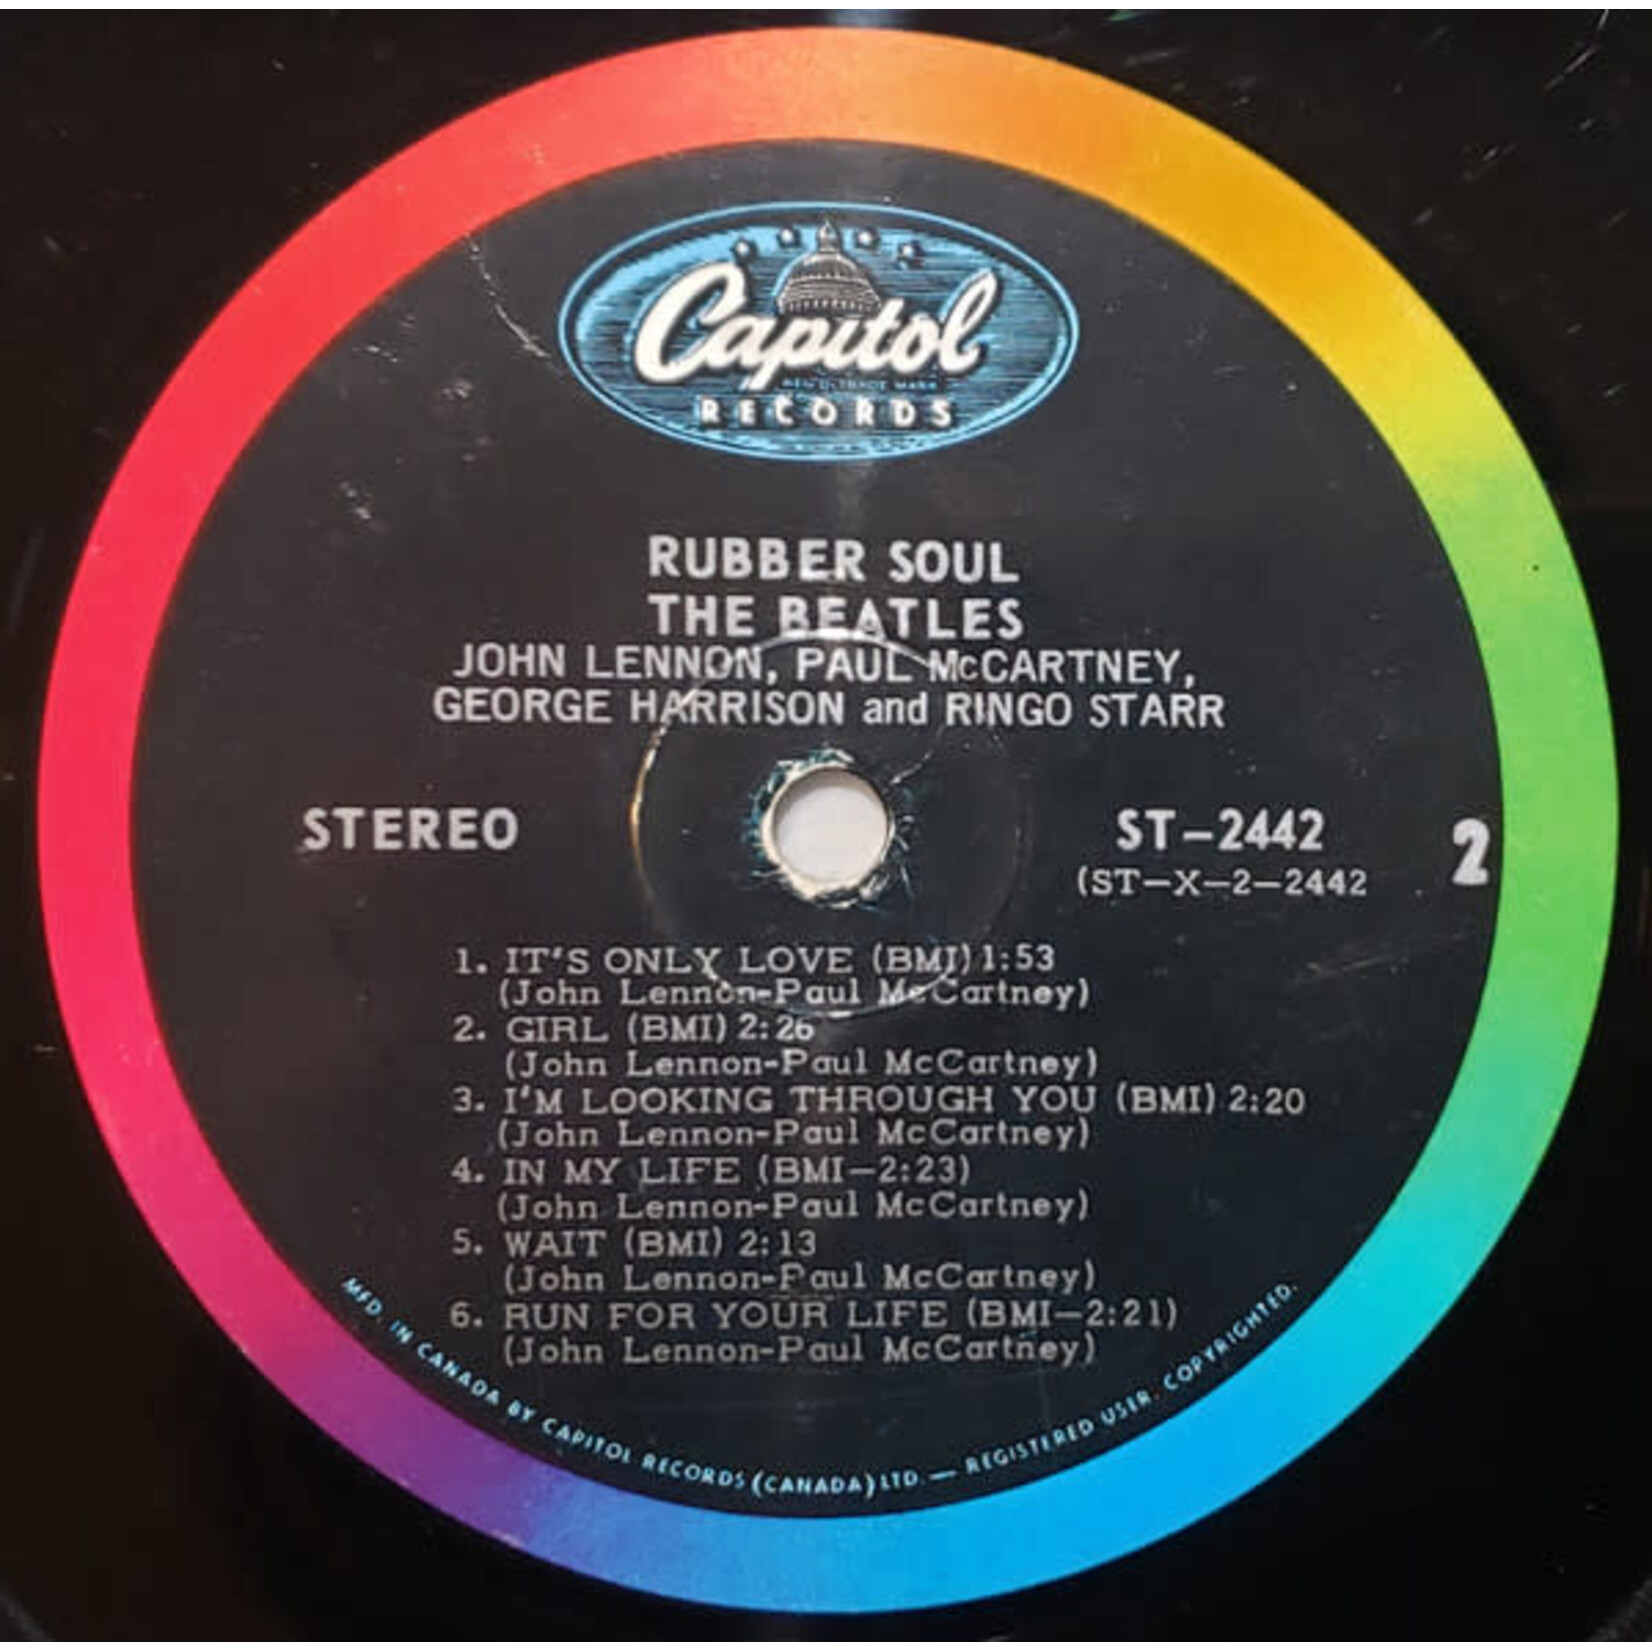 Capitol
REG'D. TRADE MARK
RECORDS
RUBBER SOUL
THE BEATLES
JOHN LENNON, PAUL McCARTNEY,
GEORGE HARRISON and RINGO STARR
STEREO
ST-2442
2
(ST-X-2-2442
1. IT'S ONLY LOVE (BMI) 1:53
(John Lennon-Paul McCartney)
2. GIRL (BMI) 2:26
(John Lennon-Paul McCartney)
3. I'M LOOKING THROUGH YOU (BMI) 2:20
(John Lennon-Paul McCartney)
4. IN MY LIFE (BMI-2:23)
(John Lennon-Paul McCartney)
5. WAIT (BMI) 2:13
(John Lennon-Paul McCartney)
6. RUN FOR YOUR LIFE (BMI-2:21)
(John Lennon-Paul McCartney)
MFD. IN CANADA BY CAPITOL RECORDS (CANADA) LTD. — REGISTERED USER. COPYRIGHTED.